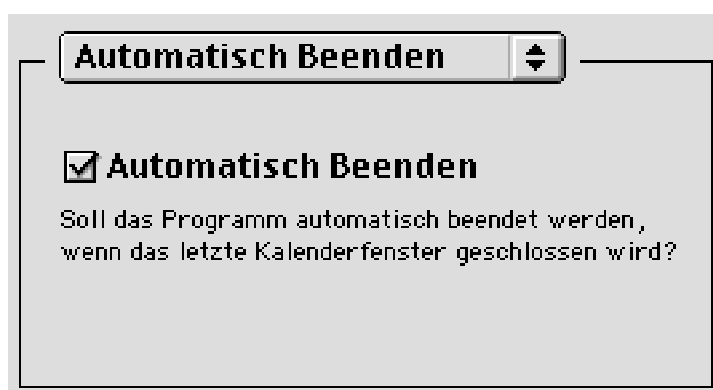 Automatisch Beenden
Automatisch Beenden
Soll das Programm automatisch beendet werden,
wenn das letzte Kalenderfenster geschlossen wird?